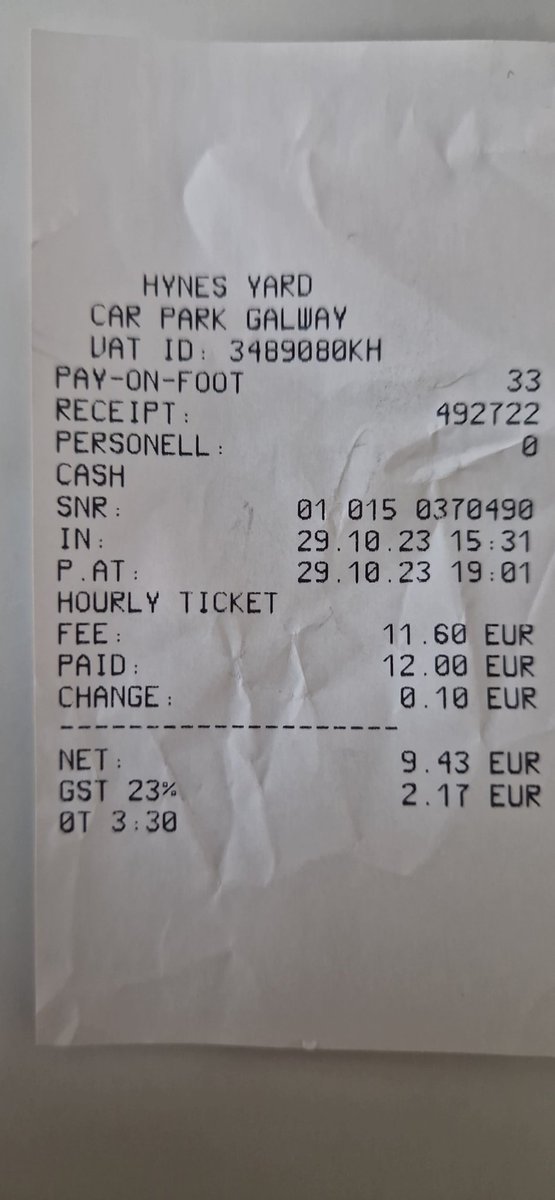 HYNES YARD
CAR PARK GALWAY
VAT ID: 3489080KH
PAY-ON-FOOT 33
RECEIPT: 492722
PERSONELL: 0
CASH
SNR: 01 015 0370490
IN: 29.10.23 15:31
P.AT: 29.10.23 19:01
HOURLY TICKET
FEE: 11.60 EUR
PAID: 12.00 EUR
CHANGE: 0.10 EUR
--------------------
NET: 9.43 EUR
GST 23% 2.17 EUR
0T 3:30